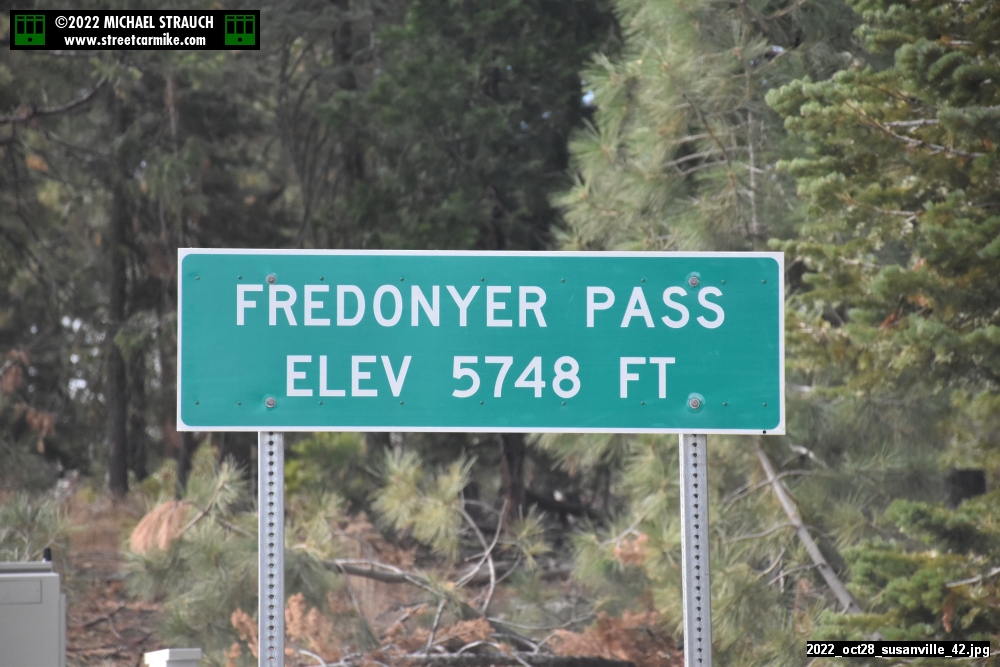 ©2022 MICHAEL STRAUCH
www.streetcarmike.com
FREDONYER PASS
ELEV 5748 FT
2022_oct28_susanville_42.jpg